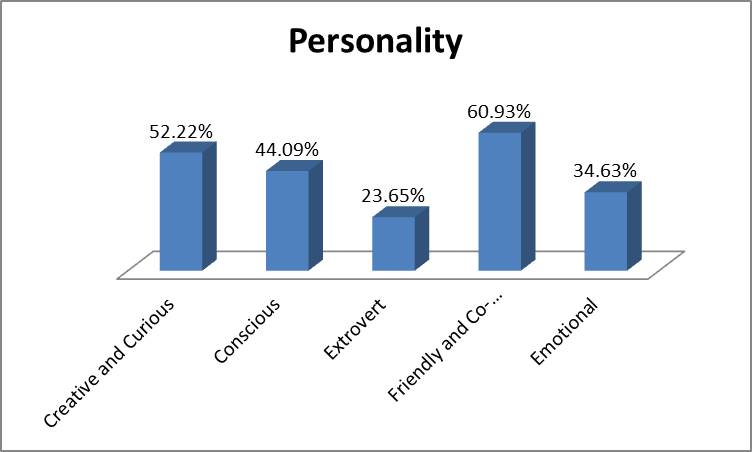 Personality
52.22%
44.09%
23.65%
60.93%
34.63%
Creative and Curious
Conscious
Extrovert
Friendly and Co-...
Emotional